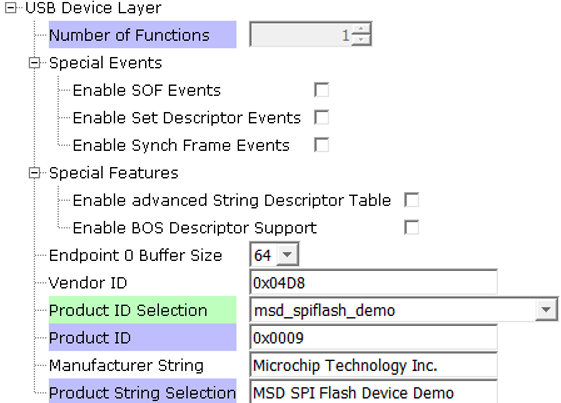 USB Device Layer
Number of Functions 1
Special Events
Enable SOF Events
Enable Set Descriptor Events
Enable Synch Frame Events
Special Features
Enable advanced String Descriptor Table
Enable BOS Descriptor Support
Endpoint 0 Buffer Size 64
Vendor ID 0x04D8
Product ID Selection msd_spiflash_demo
Product ID 0x0009
Manufacturer String Microchip Technology Inc.
Product String Selection MSD SPI Flash Device Demo